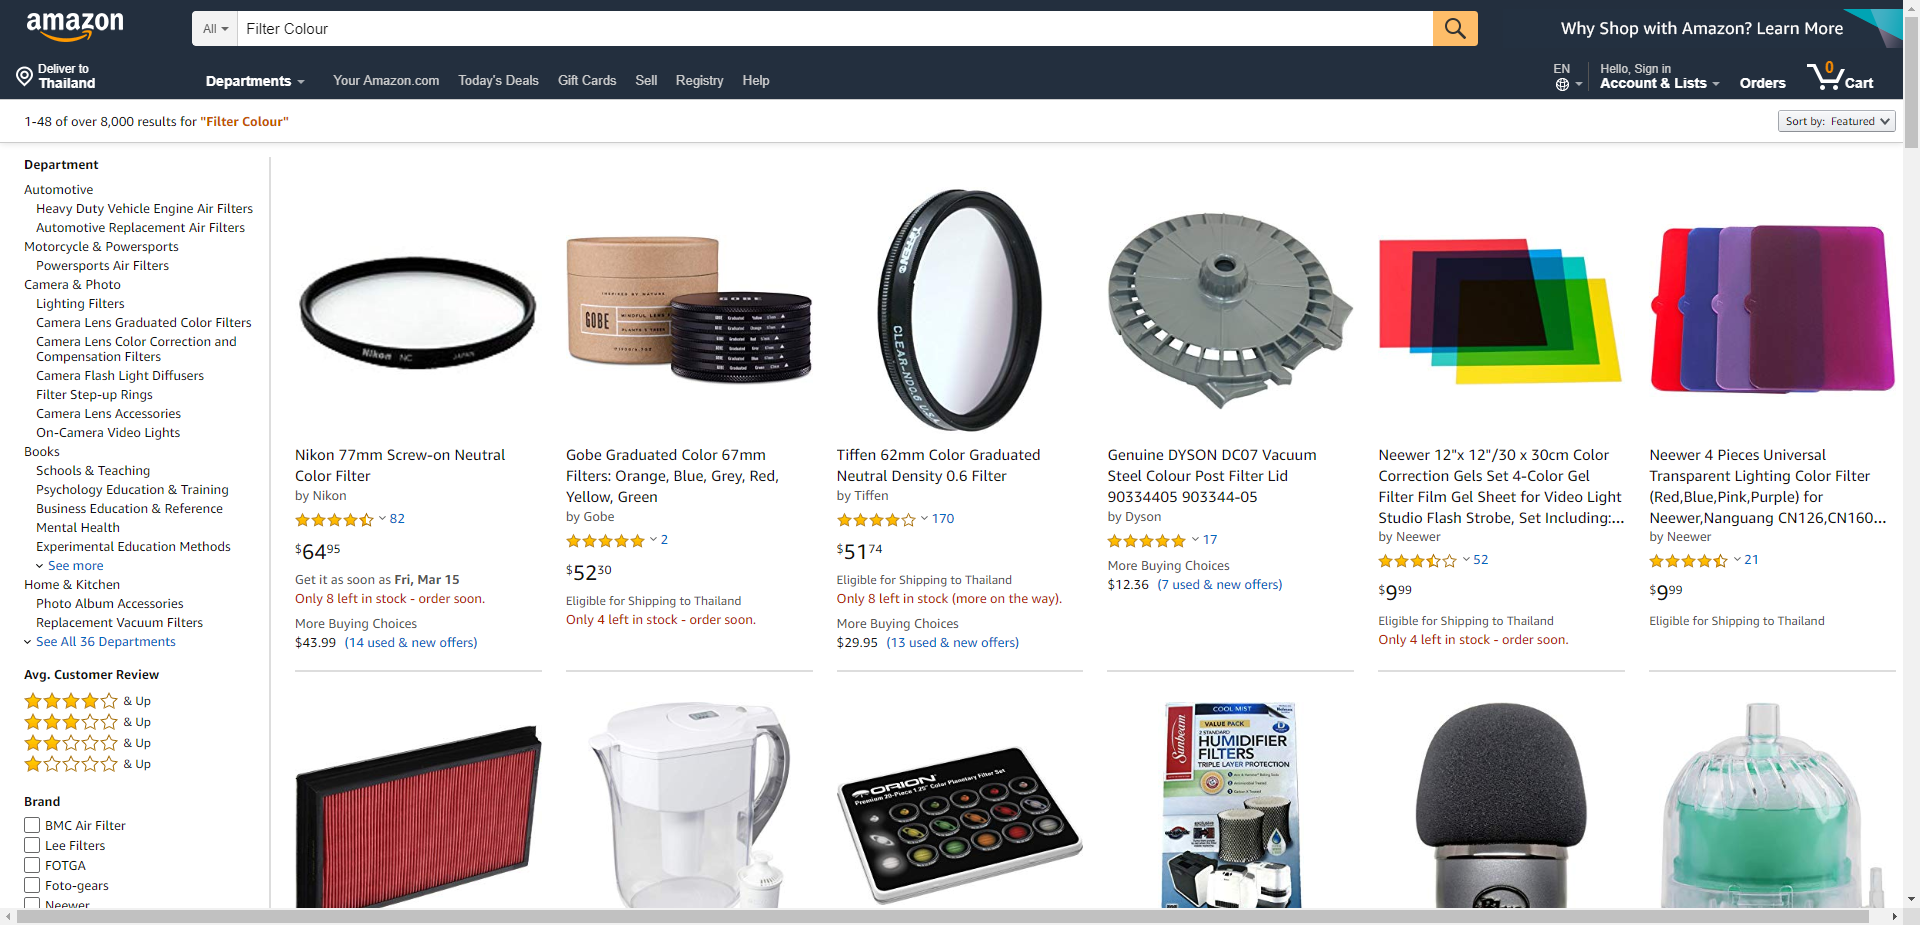 amazon
All
Filter Colour
Why Shop with Amazon? Learn More
Deliver to
Thailand
Departments
Your Amazon.com
Today's Deals
Gift Cards
Sell
Registry
Help
EN
Hello, Sign in
Account & Lists
Orders
0
Cart
1-48 of over 8,000 results for "Filter Colour"
Sort by: Featured
Department
Automotive
Heavy Duty Vehicle Engine Air Filters
Automotive Replacement Air Filters
Motorcycle & Powersports
Powersports Air Filters
Camera & Photo
Lighting Filters
Camera Lens Graduated Color Filters
Camera Lens Color Correction and
Compensation Filters
Camera Flash Light Diffusers
Filter Step-up Rings
Camera Lens Accessories
On-Camera Video Lights
Books
Schools & Teaching
Psychology Education & Training
Business Education & Reference
Mental Health
Experimental Education Methods
See more
Home & Kitchen
Photo Album Accessories
Replacement Vacuum Filters
See All 36 Departments
Avg. Customer Review
& Up
& Up
& Up
& Up
Brand
BMC Air Filter
Lee Filters
FOTGA
Foto-gears
Neewer
Nikon NC JAPAN
Nikon 77mm Screw-on Neutral
Color Filter
by Nikon
82
$64.95
Get it as soon as Fri, Mar 15
Only 8 left in stock - order soon.
More Buying Choices
$43.99 (14 used & new offers)
INSPIRED BY NATURE
GOBE
GOBE
Gobe Graduated Color 67mm
Filters: Orange, Blue, Grey, Red,
Yellow, Green
by Gobe
2
$52.30
Eligible for Shipping to Thailand
Only 4 left in stock - order soon.
TIFFEN
CLEAR-ND0.6 USA
Tiffen 62mm Color Graduated
Neutral Density 0.6 Filter
by Tiffen
170
$51.74
Eligible for Shipping to Thailand
Only 8 left in stock (more on the way).
More Buying Choices
$29.95 (13 used & new offers)
Genuine DYSON DC07 Vacuum
Steel Colour Post Filter Lid
90334405 903344-05
by Dyson
17
More Buying Choices
$12.36 (7 used & new offers)
Neewer 12"x 12"/30 x 30cm Color
Correction Gels Set 4-Color Gel
Filter Film Gel Sheet for Video Light
Studio Flash Strobe, Set Including:...
by Neewer
52
$9.99
Eligible for Shipping to Thailand
Only 4 left in stock - order soon.
Neewer 4 Pieces Universal
Transparent Lighting Color Filter
(Red,Blue,Pink,Purple) for
Neewer,Nanguang CN126,CN160...
by Neewer
21
$9.99
Eligible for Shipping to Thailand
ORION
Premium 20-Piece 1.25" Color Planetary Filter Set
COOL MIST
Sunbeam
VALUE PACK
2 STANDARD
HUMIDIFIER
FILTERS
TRIPLE LAYER PROTECTION